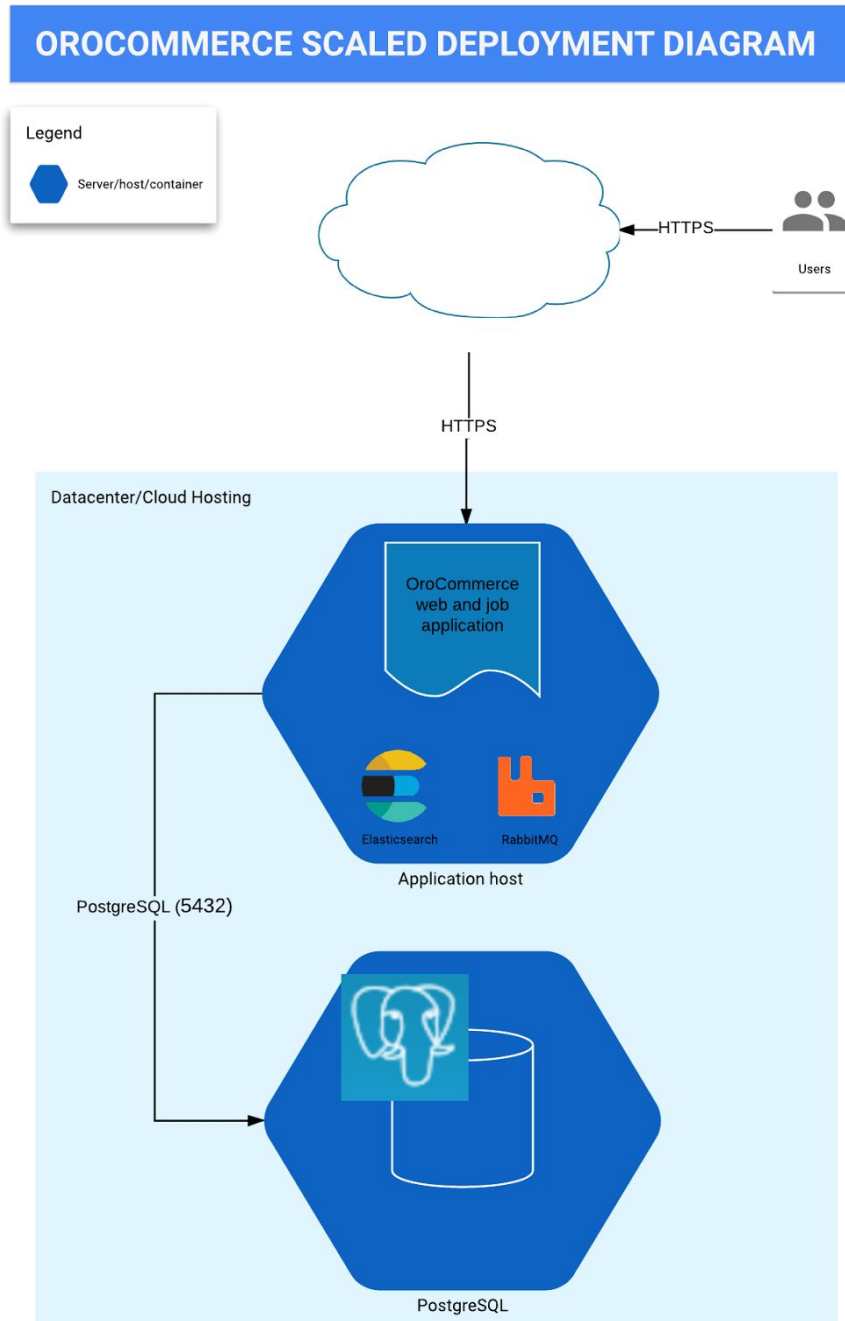 OROCOMMERCE SCALED DEPLOYMENT DIAGRAM
Legend
Server/host/container
HTTPS
Users
HTTPS
Datacenter/Cloud Hosting
OroCommerce
web and job
application
Elasticsearch
RabbitMQ
Application host
PostgreSQL (5432)
PostgreSQL